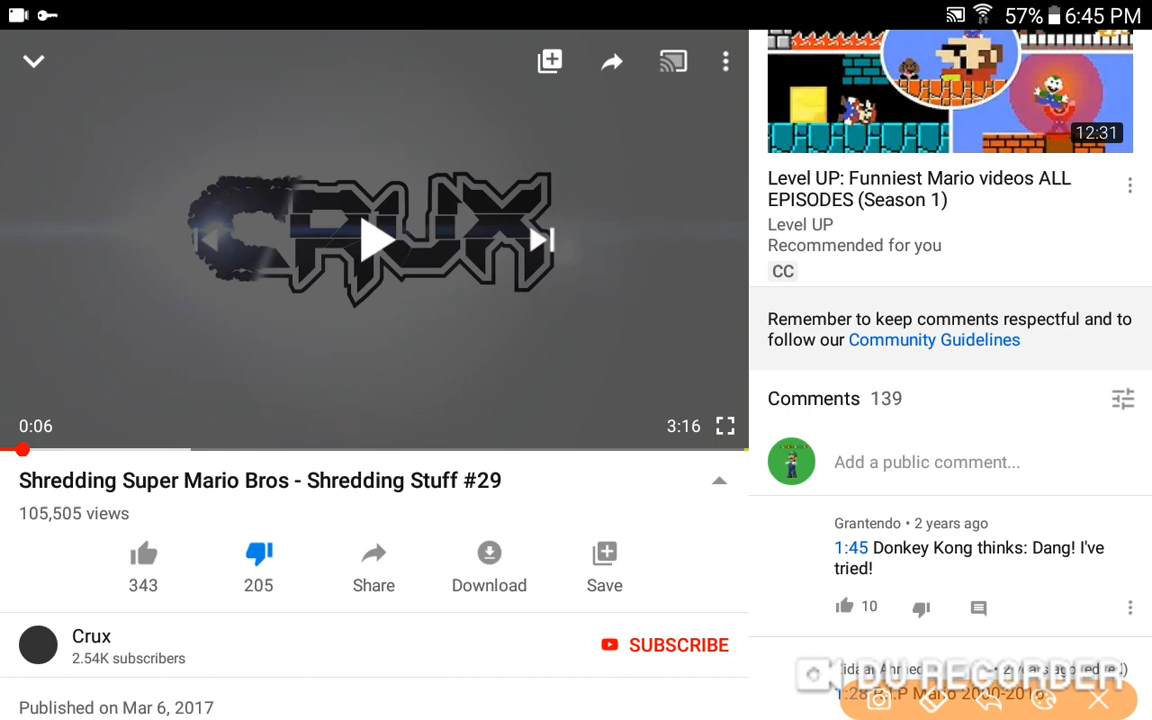 57% 6:45 PM
CRUX
0:06
3:16
Shredding Super Mario Bros - Shredding Stuff #29
105,505 views
343
205
Share
Download
Save
Crux
2.54K subscribers
SUBSCRIBE
Published on Mar 6, 2017
12:31
Level UP: Funniest Mario videos ALL
EPISODES (Season 1)
Level UP
Recommended for you
CC
Remember to keep comments respectful and to
follow our Community Guidelines
Comments 139
Add a public comment...
Grantendo • 2 years ago
1:45 Donkey Kong thinks: Dang! I've
tried!
10
DU RECORDER
1:28 R.I.P Mario